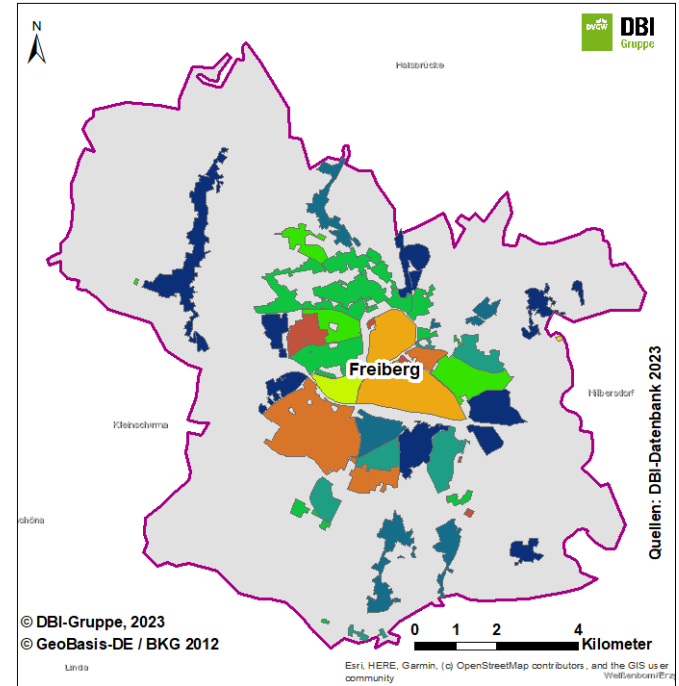 N
DVGW DBI
Gruppe
Halsbrücke
Freiberg
Hilbersdorf
Kleinschirma
Quellen: DBI-Datenbank 2023
© DBI-Gruppe, 2023
© GeoBasis-DE / BKG 2012
0 1 2 4
Kilometer
Linda
Esri, HERE, Garmin, (c) OpenStreetMap contributors, and the GIS user
community